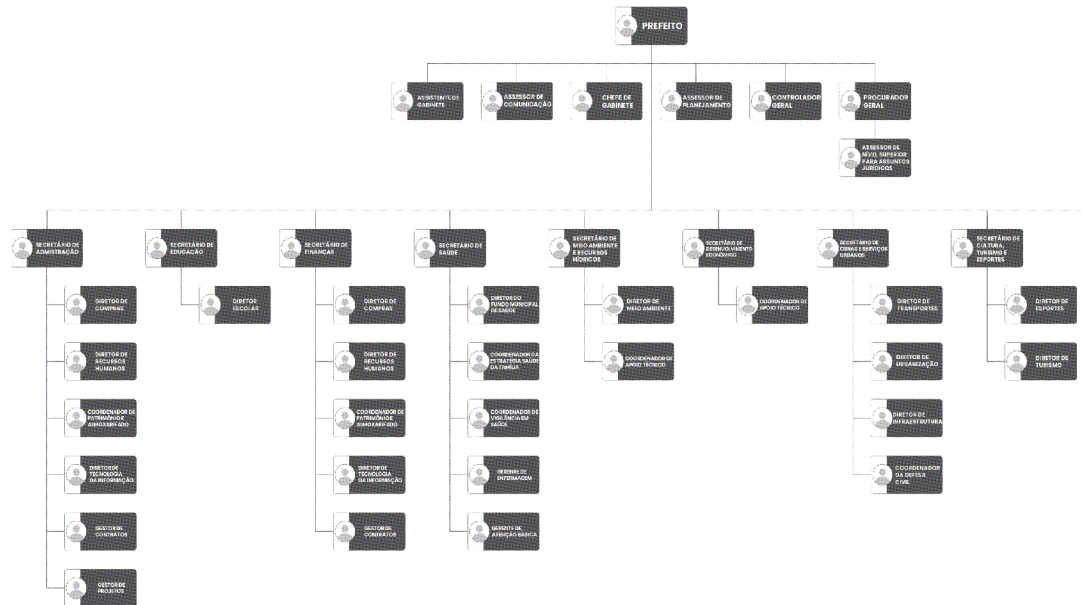 PREFEITO
ASSISTENTE DE
GABINETE
ASSESSOR DE
COMUNICAÇÃO
CHEFE DE
GABINETE
ASSESSOR DE
PLANEJAMENTO
CONTROLADOR
GERAL
PROCURADOR
GERAL
ASSESSOR DE
NÍVEL SUPERIOR
PARA ASSUNTOS
JURÍDICOS
SECRETÁRIO DE
ADMISTRAÇÃO
SECRETÁRIO DE
EDUCAÇÃO
SECRETÁRIO DE
FINANÇAS
SECRETÁRIO DE
SAÚDE
SECRETÁRIO DE
MEIO AMBIENTE
E RECURSOS
HÍDRICOS
SECRETÁRIO DE
DESENVOLVIMENTO
ECONÔMICO
SECRETÁRIO DE
OBRAS E SERVIÇOS
URBANOS
SECRETÁRIO DE
CULTURA,
TURISMO E
ESPORTES
DIRETOR DE
COMPRAS
DIRETOR DE
RECURSOS
HUMANOS
COORDENADOR DE
PATRIMÔNIO E
ALMOXARIFADO
DIRETOR DE
TECNOLOGIA
DA INFORMAÇÃO
GESTOR DE
CONTRATOS
GESTOR DE
PROJETOS
DIRETOR
ESCOLAR
DIRETOR DE
COMPRAS
DIRETOR DE
RECURSOS
HUMANOS
COORDENADOR DE
PATRIMÔNIO E
ALMOXARIFADO
DIRETOR DE
TECNOLOGIA
DA INFORMAÇÃO
GESTOR DE
CONTRATOS
DIRETOR DO
FUNDO MUNICIPAL
DE SAÚDE
COORDENADOR DA
ESTRATÉGIA SAÚDE
DA FAMÍLIA
COORDENADOR DE
VIGILÂNCIA EM
SAÚDE
GERENTE DE
ENFERMAGEM
GERENTE DE
ATENÇÃO BÁSICA
DIRETOR DE
MEIO AMBIENTE
COORDENADOR DE
APOIO TÉCNICO
COORDENADOR DE
APOIO TÉCNICO
DIRETOR DE
TRANSPORTES
DIRETOR DE
URBANIZAÇÃO
DIRETOR DE
INFRAESTRUTURA
COORDENADOR
DA DEFESA
CIVIL
DIRETOR DE
ESPORTES
DIRETOR DE
TURISMO